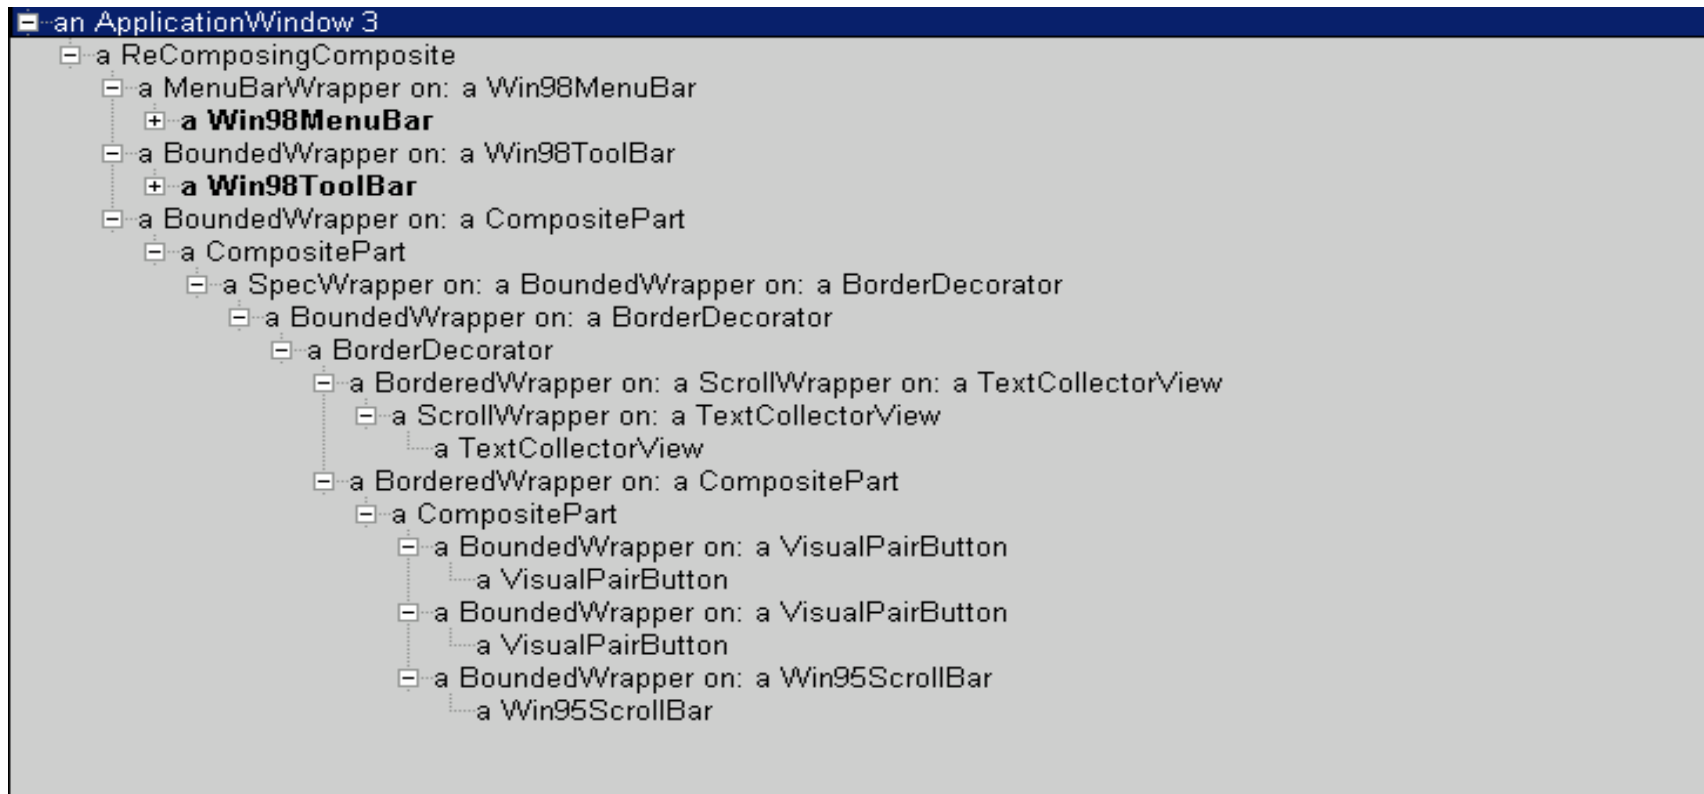 an ApplicationWindow 3
a ReComposingComposite
a MenuBarWrapper on: a Win98MenuBar
a Win98MenuBar
a BoundedWrapper on: a Win98ToolBar
a Win98ToolBar
a BoundedWrapper on: a CompositePart
a CompositePart
a SpecWrapper on: a BoundedWrapper on: a BorderDecorator
a BoundedWrapper on: a BorderDecorator
a BorderDecorator
a BorderedWrapper on: a ScrollWrapper on: a TextCollectorView
a ScrollWrapper on: a TextCollectorView
a TextCollectorView
a BorderedWrapper on: a CompositePart
a CompositePart
a BoundedWrapper on: a VisualPairButton
a VisualPairButton
a BoundedWrapper on: a VisualPairButton
a VisualPairButton
a BoundedWrapper on: a Win95ScrollBar
a Win95ScrollBar